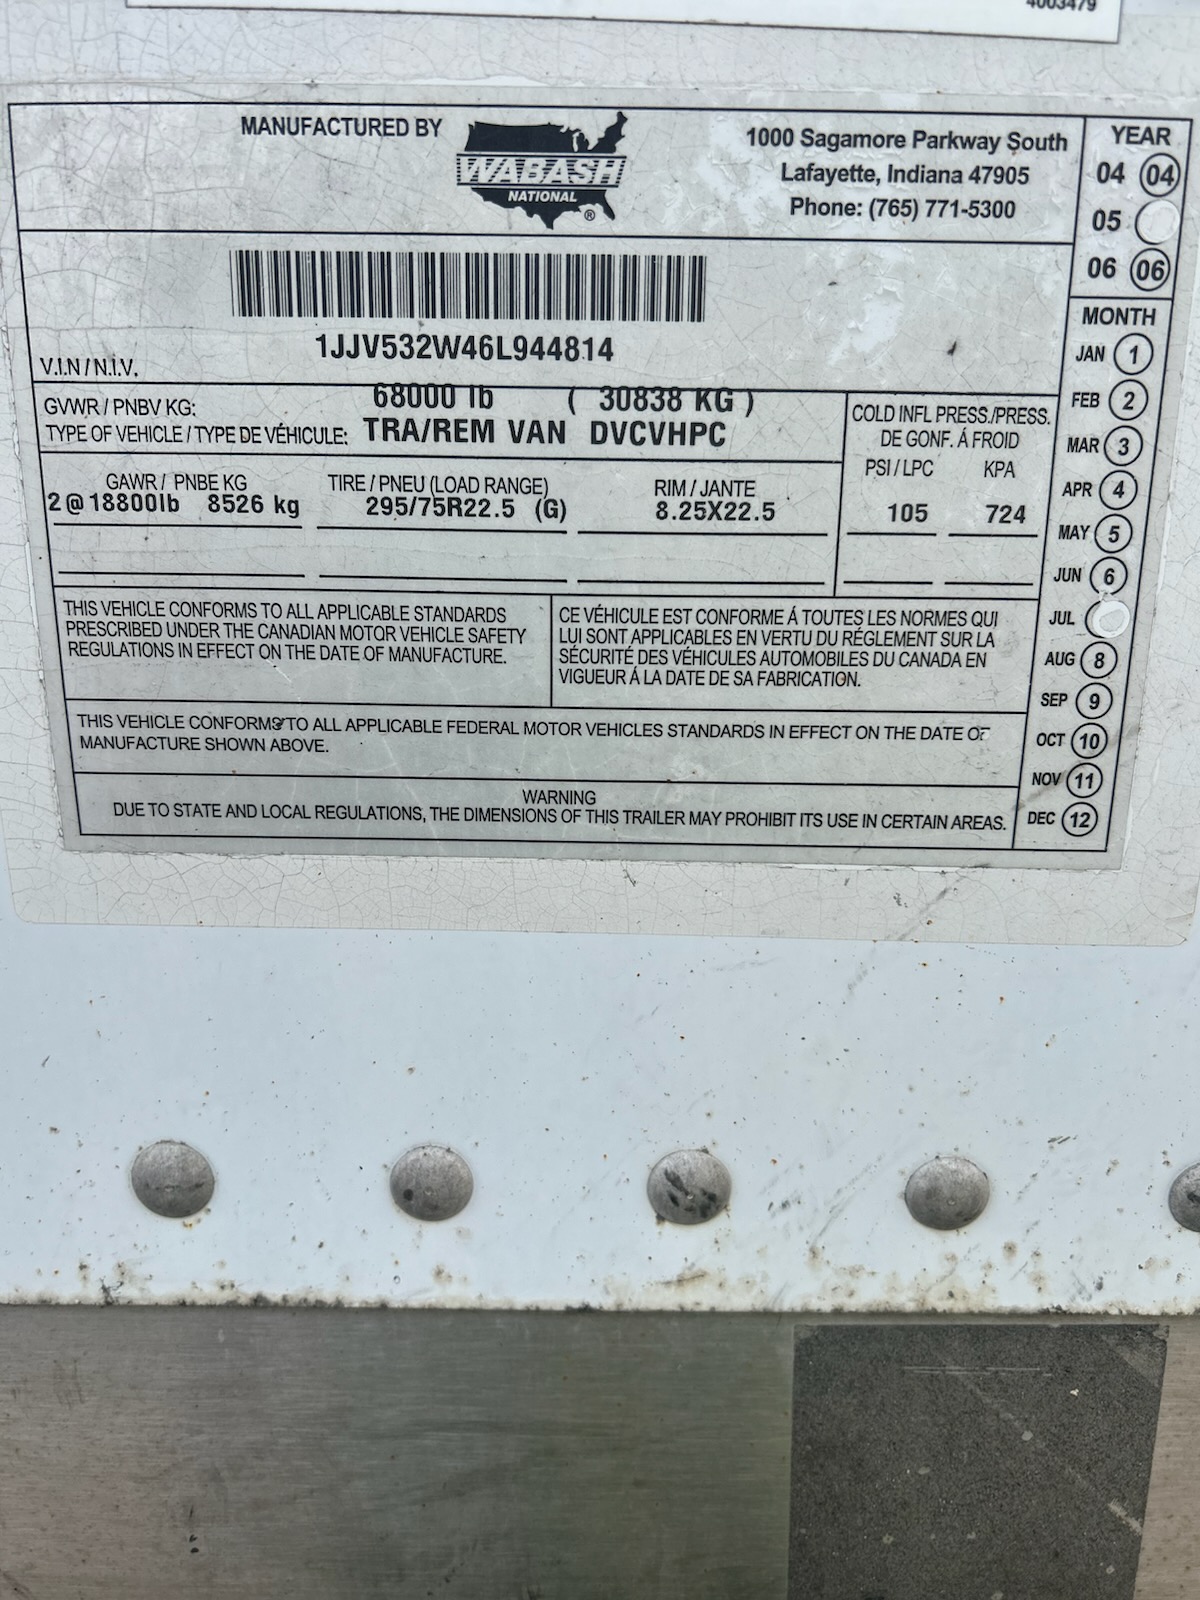 4003479
MANUFACTURED BY
WABASH
NATIONAL
®
1000 Sagamore Parkway South
Lafayette, Indiana 47905
Phone: (765) 771-5300
YEAR
04 04
05
06 06
1JJV532W46L944814
V.I.N / N.I.V.
GVWR / PNBV KG: 68000 lb ( 30838 KG )
TYPE OF VEHICLE / TYPE DE VÉHICULE: TRA/REM VAN DVCVHPC
COLD INFL PRESS./PRESS.
DE GONF. Á FROID
PSI / LPC KPA
105 724
GAWR / PNBE KG
2 @ 18800lb 8526 kg
TIRE / PNEU (LOAD RANGE)
295/75R22.5 (G)
RIM / JANTE
8.25X22.5
THIS VEHICLE CONFORMS TO ALL APPLICABLE STANDARDS
PRESCRIBED UNDER THE CANADIAN MOTOR VEHICLE SAFETY
REGULATIONS IN EFFECT ON THE DATE OF MANUFACTURE.
CE VÉHICULE EST CONFORME Á TOUTES LES NORMES QUI
LUI SONT APPLICABLES EN VERTU DU RÉGLEMENT SUR LA
SÉCURITÉ DES VÉHICULES AUTOMOBILES DU CANADA EN
VIGUEUR Á LA DATE DE SA FABRICATION.
THIS VEHICLE CONFORMS TO ALL APPLICABLE FEDERAL MOTOR VEHICLES STANDARDS IN EFFECT ON THE DATE OF
MANUFACTURE SHOWN ABOVE.
WARNING
DUE TO STATE AND LOCAL REGULATIONS, THE DIMENSIONS OF THIS TRAILER MAY PROHIBIT ITS USE IN CERTAIN AREAS.
MONTH
JAN 1
FEB 2
MAR 3
APR 4
MAY 5
JUN 6
JUL
AUG 8
SEP 9
OCT 10
NOV 11
DEC 12